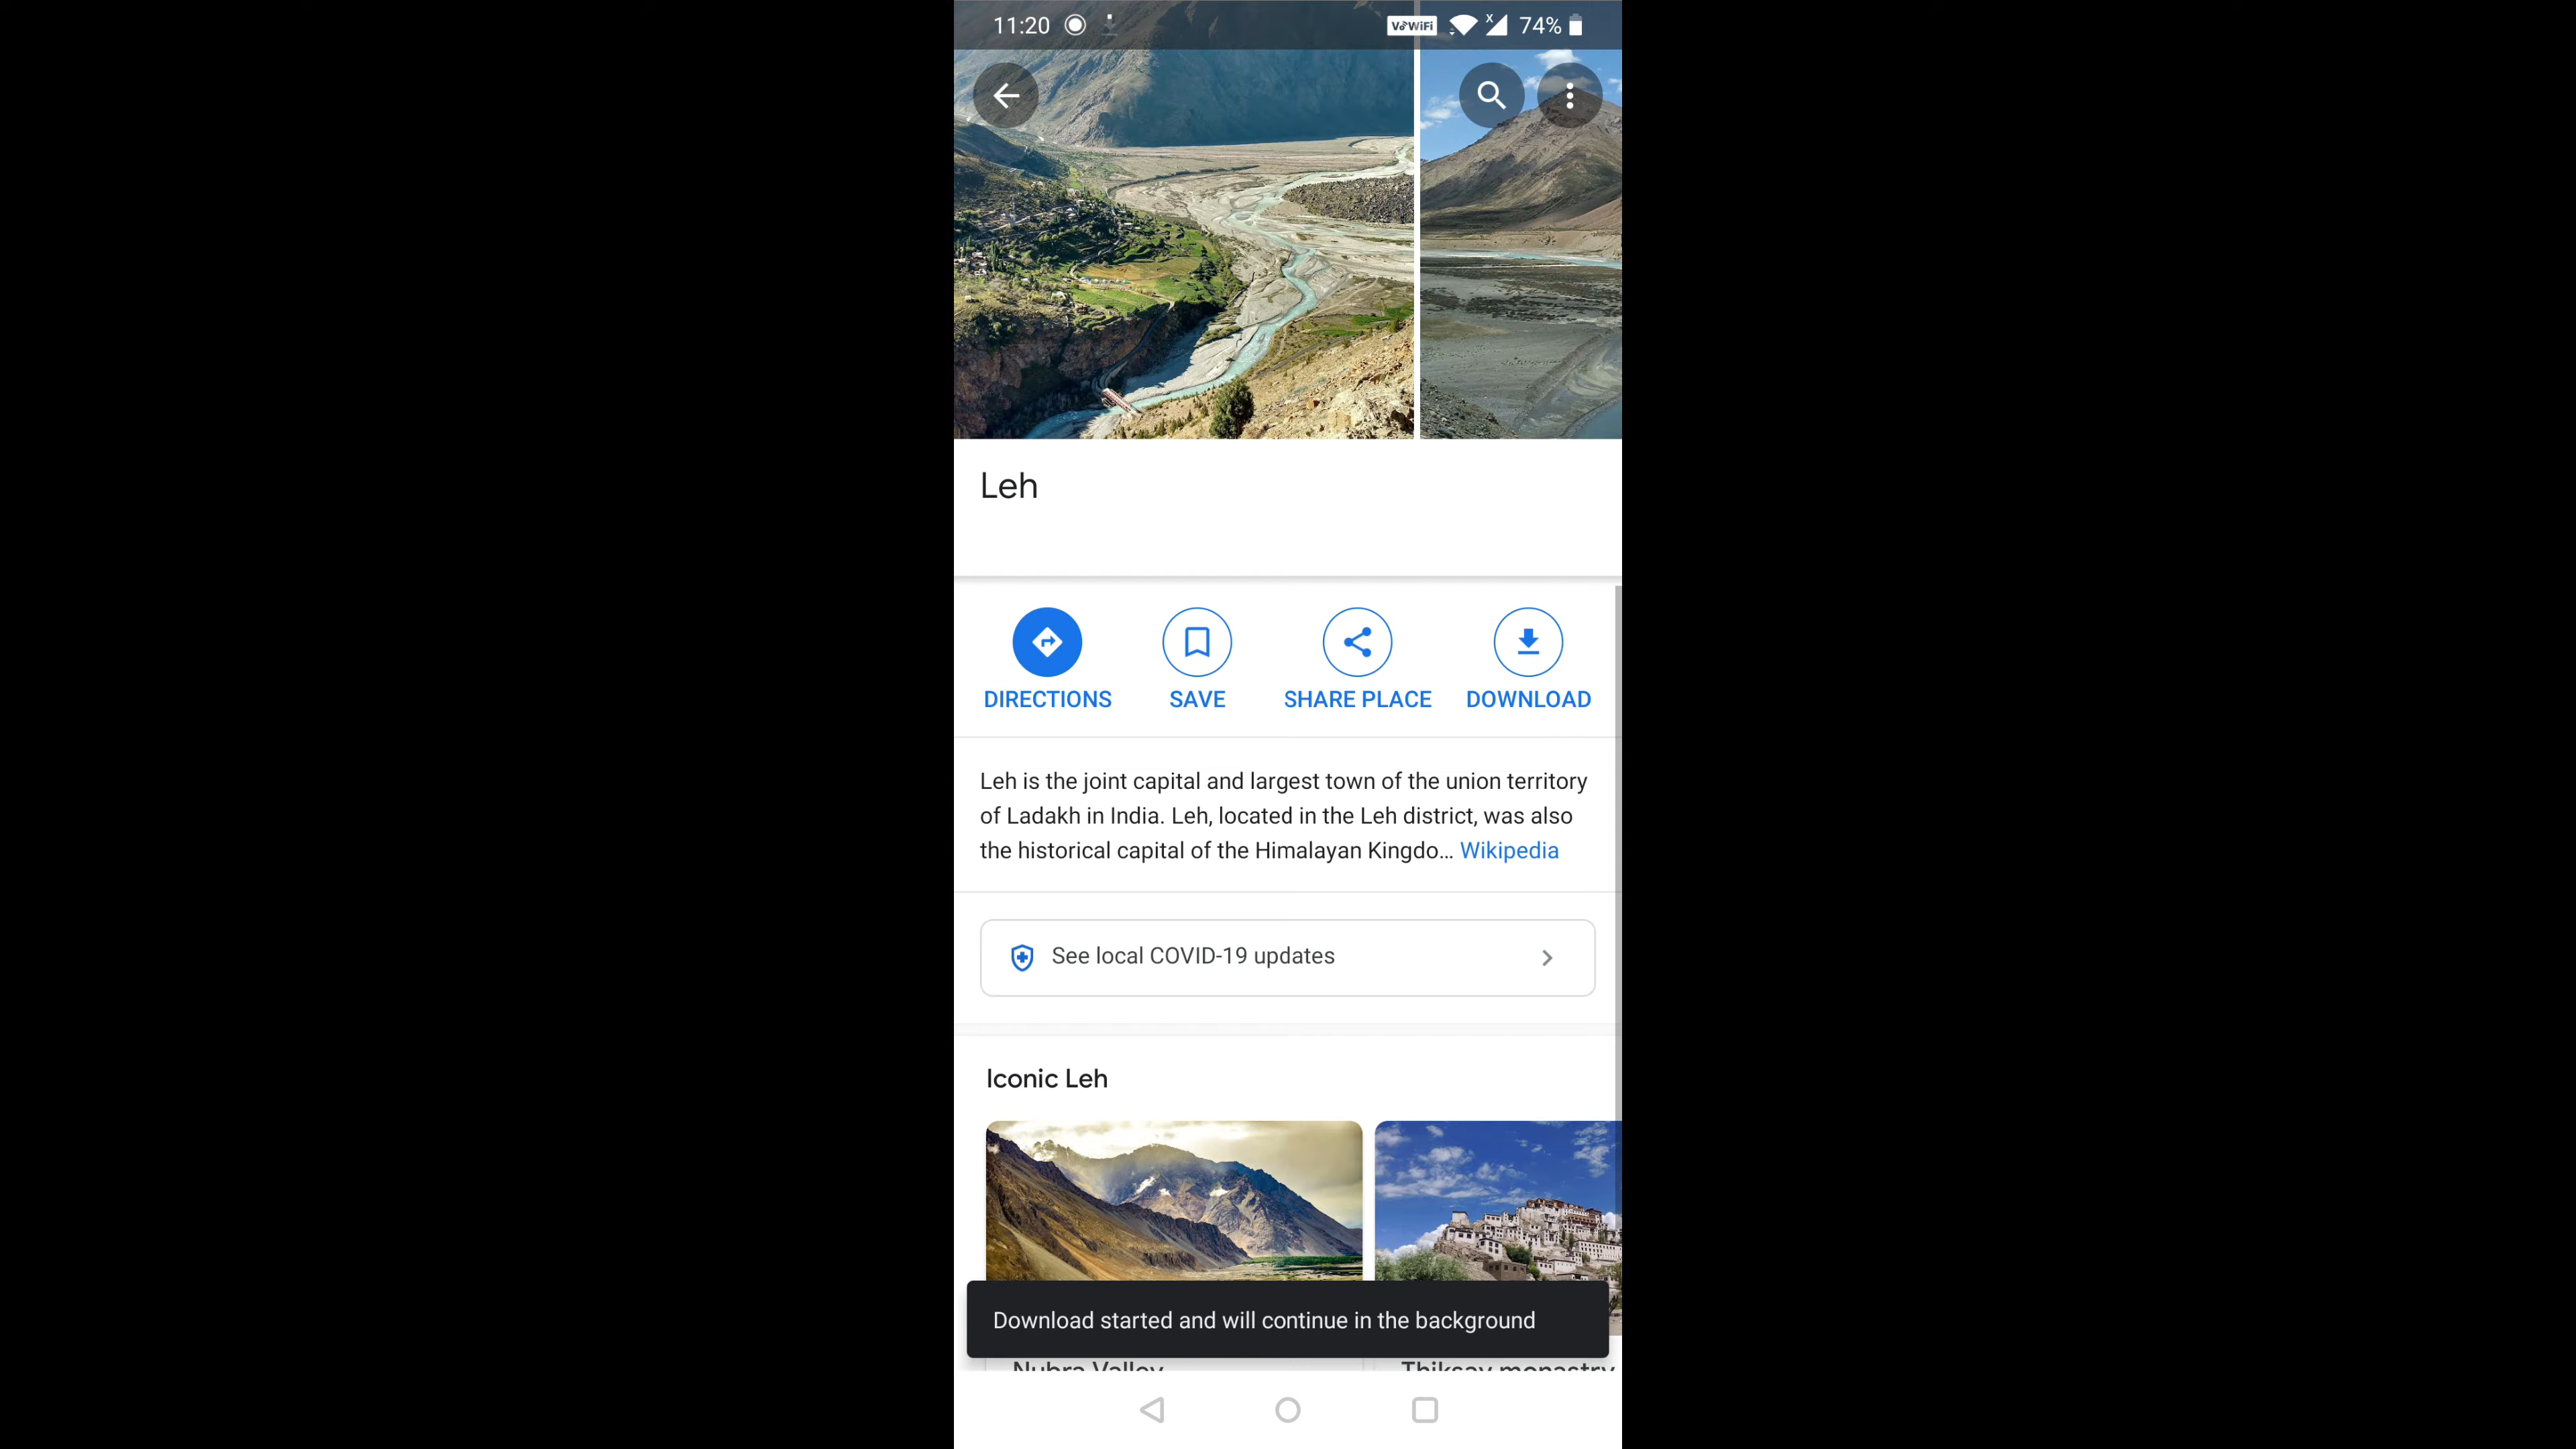 11:20
VoWiFi
x
74%
Leh
DIRECTIONS
SAVE
SHARE PLACE
DOWNLOAD
Leh is the joint capital and largest town of the union territory
of Ladakh in India. Leh, located in the Leh district, was also
the historical capital of the Himalayan Kingdo... Wikipedia
See local COVID-19 updates
Iconic Leh
Download started and will continue in the background
Nubra Valley
Thiksay monastry